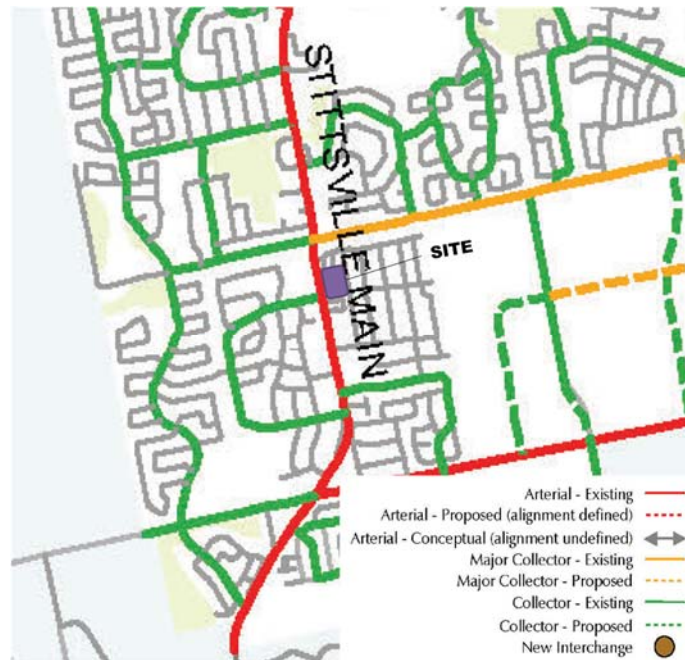 STITTSVILLE MAIN
SITE
Arterial - Existing
Arterial - Proposed (alignment defined)
Arterial - Conceptual (alignment undefined)
Major Collector - Existing
Major Collector - Proposed
Collector - Existing
Collector - Proposed
New Interchange